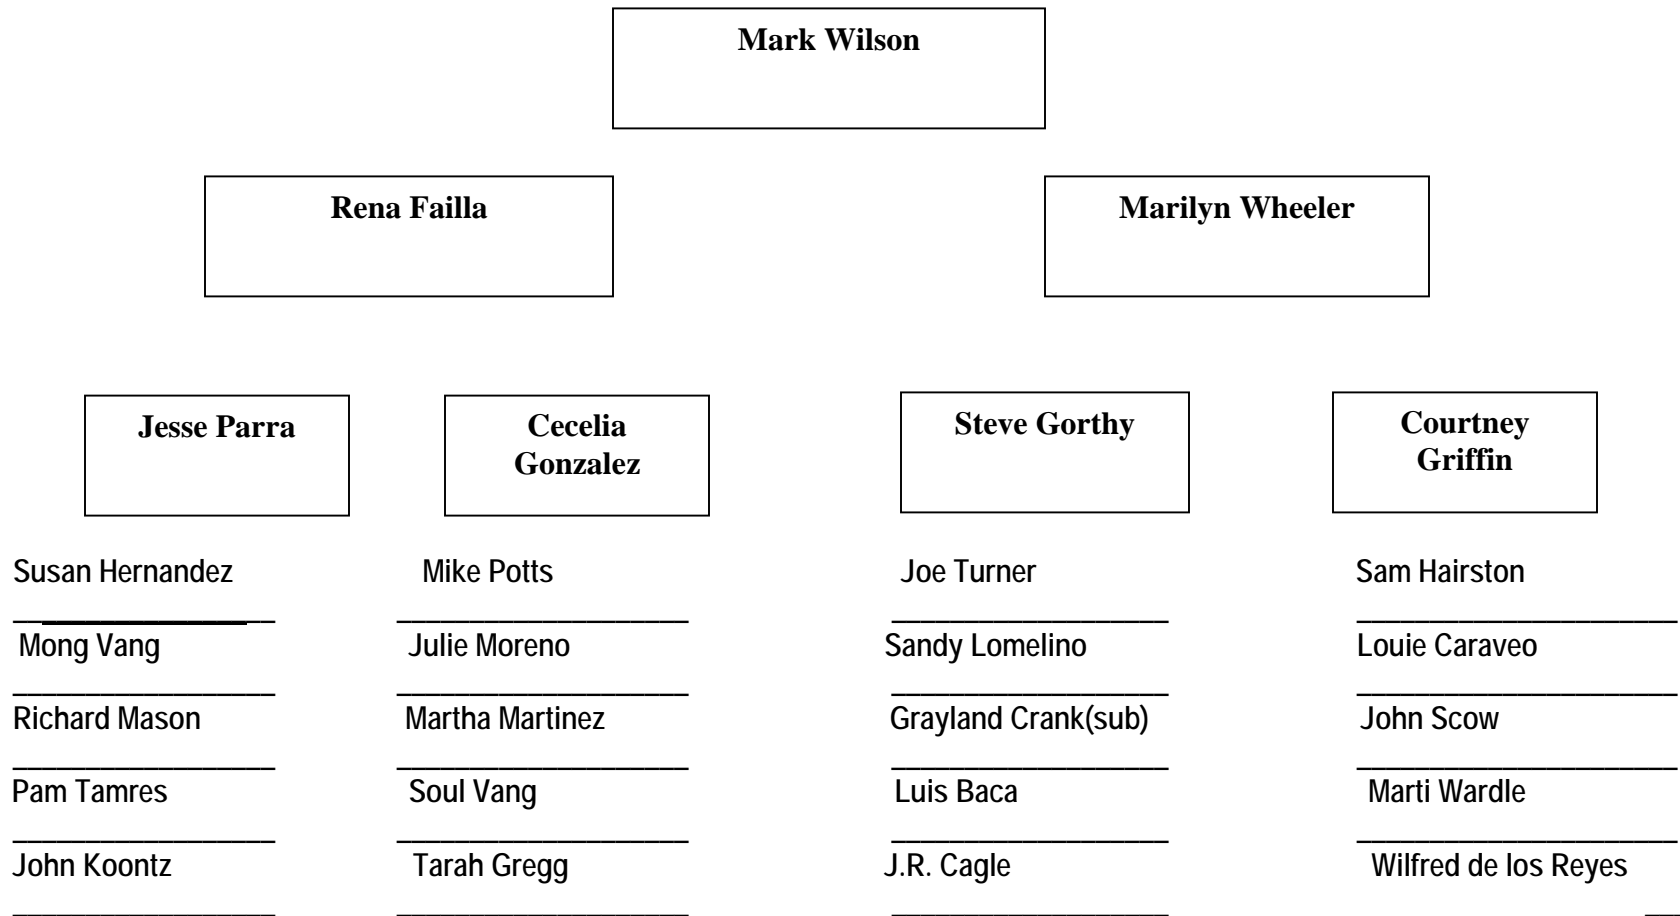 Mark Wilson
Rena Failla
Marilyn Wheeler
Jesse Parra
Cecelia
Gonzalez
Steve Gorthy
Courtney
Griffin
Susan Hernandez
Mike Potts
Joe Turner
Sam Hairston
Mong Vang
Julie Moreno
Sandy Lomelino
Louie Caraveo
Richard Mason
Martha Martinez
Grayland Crank(sub)
John Scow
Pam Tamres
Soul Vang
Luis Baca
Marti Wardle
John Koontz
Tarah Gregg
J.R. Cagle
Wilfred de los Reyes